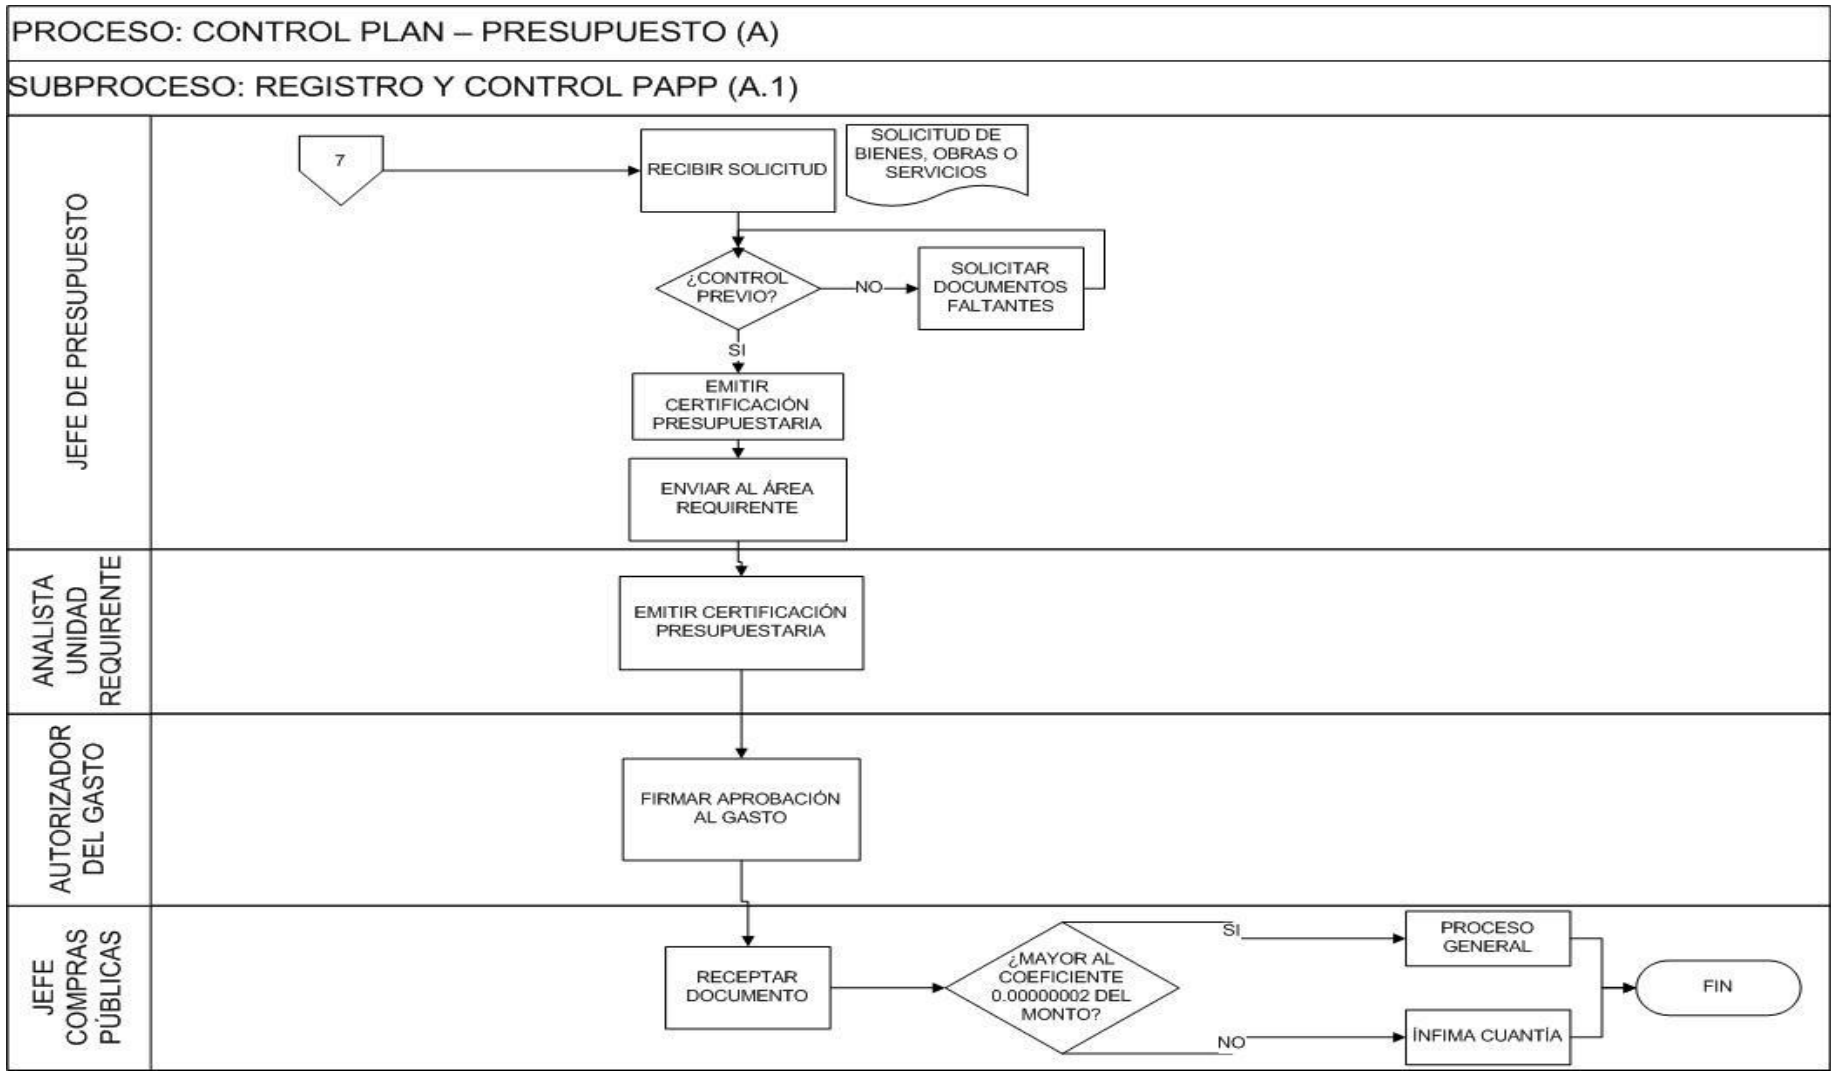 PROCESO: CONTROL PLAN – PRESUPUESTO (A)
SUBPROCESO: REGISTRO Y CONTROL PAPP (A.1)
JEFE DE PRESUPUESTO
7
RECIBIR SOLICITUD
SOLICITUD DE
BIENES, OBRAS O
SERVICIOS
¿CONTROL
PREVIO?
NO
SOLICITAR
DOCUMENTOS
FALTANTES
SI
EMITIR
CERTIFICACIÓN
PRESUPUESTARIA
ENVIAR AL ÁREA
REQUIRENTE
ANALISTA
UNIDAD
REQUIRENTE
EMITIR CERTIFICACIÓN
PRESUPUESTARIA
AUTORIZADOR
DEL GASTO
FIRMAR APROBACIÓN
AL GASTO
JEFE
COMPRAS
PÚBLICAS
RECEPTAR
DOCUMENTO
¿MAYOR AL
COEFICIENTE
0.00000002 DEL
MONTO?
SI
PROCESO
GENERAL
NO
ÍNFIMA CUANTÍA
FIN